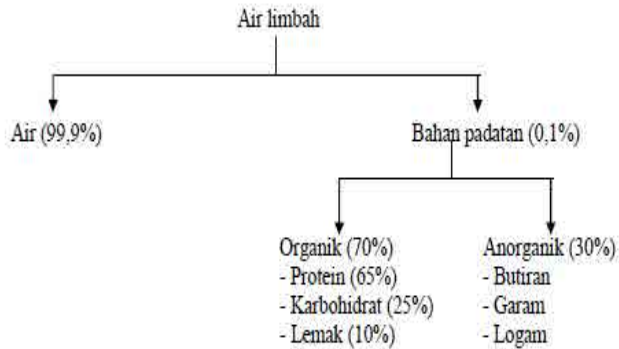 Air limbah
Air (99,9%)
Bahan padatan (0,1%)
Organik (70%)
- Protein (65%)
- Karbohidrat (25%)
- Lemak (10%)
Anorganik (30%)
- Butiran
- Garam
- Logam